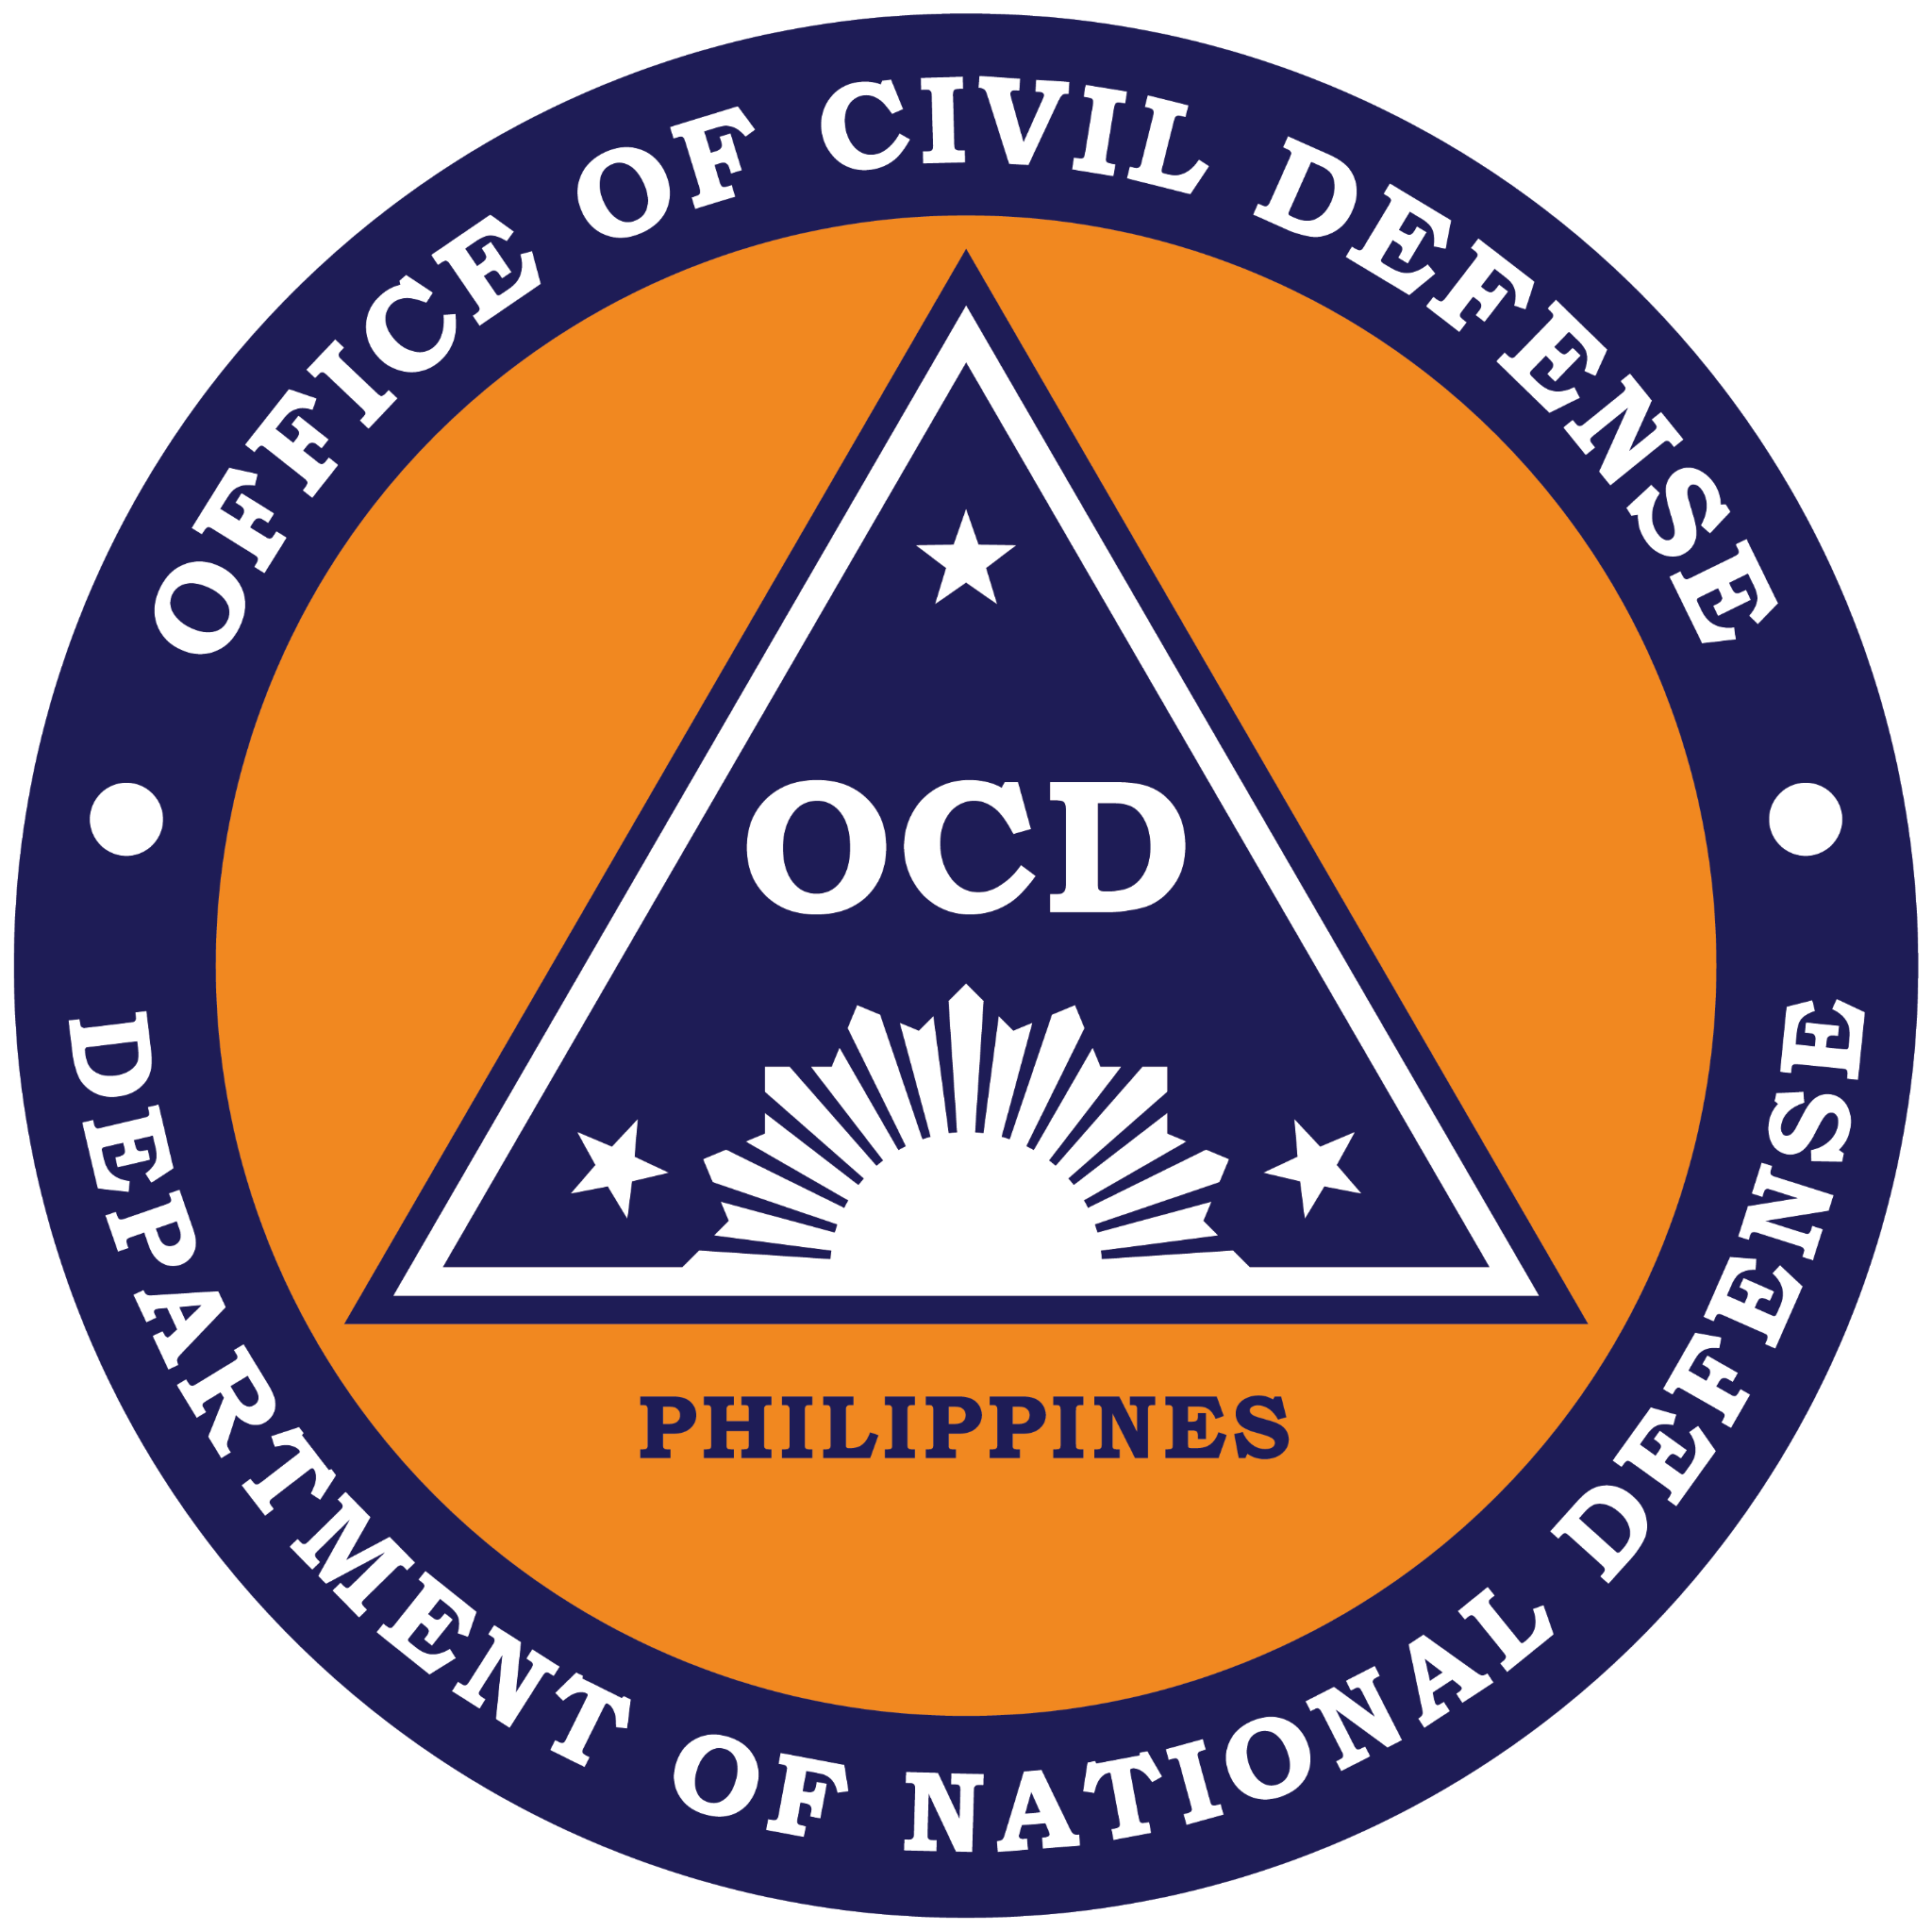 OFFICE OF CIVIL DEFENSE
OCD
PHILIPPINES
DEPARTMENT OF NATIONAL DEFENSE